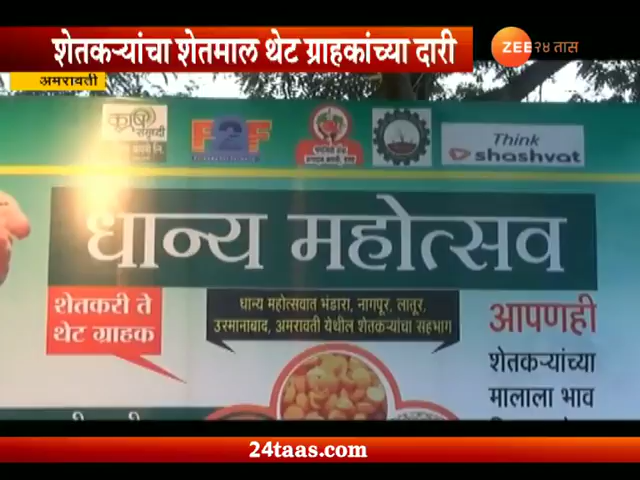 शेतकऱ्यांचा शेतमाल थेट ग्राहकांच्या दारी
ZEE २४ तास
अमरावती
कृषि
समृध्दी
F2F
Think
shashvat
धान्य महोत्सव
शेतकरी ते
थेट ग्राहक
धान्य महोत्सवात भंडारा, नागपूर, लातूर,
उस्मानाबाद, अमरावती येथील शेतकऱ्यांचा सहभाग
आपणही
शेतकऱ्यांच्या
मालाला भाव
24taas.com